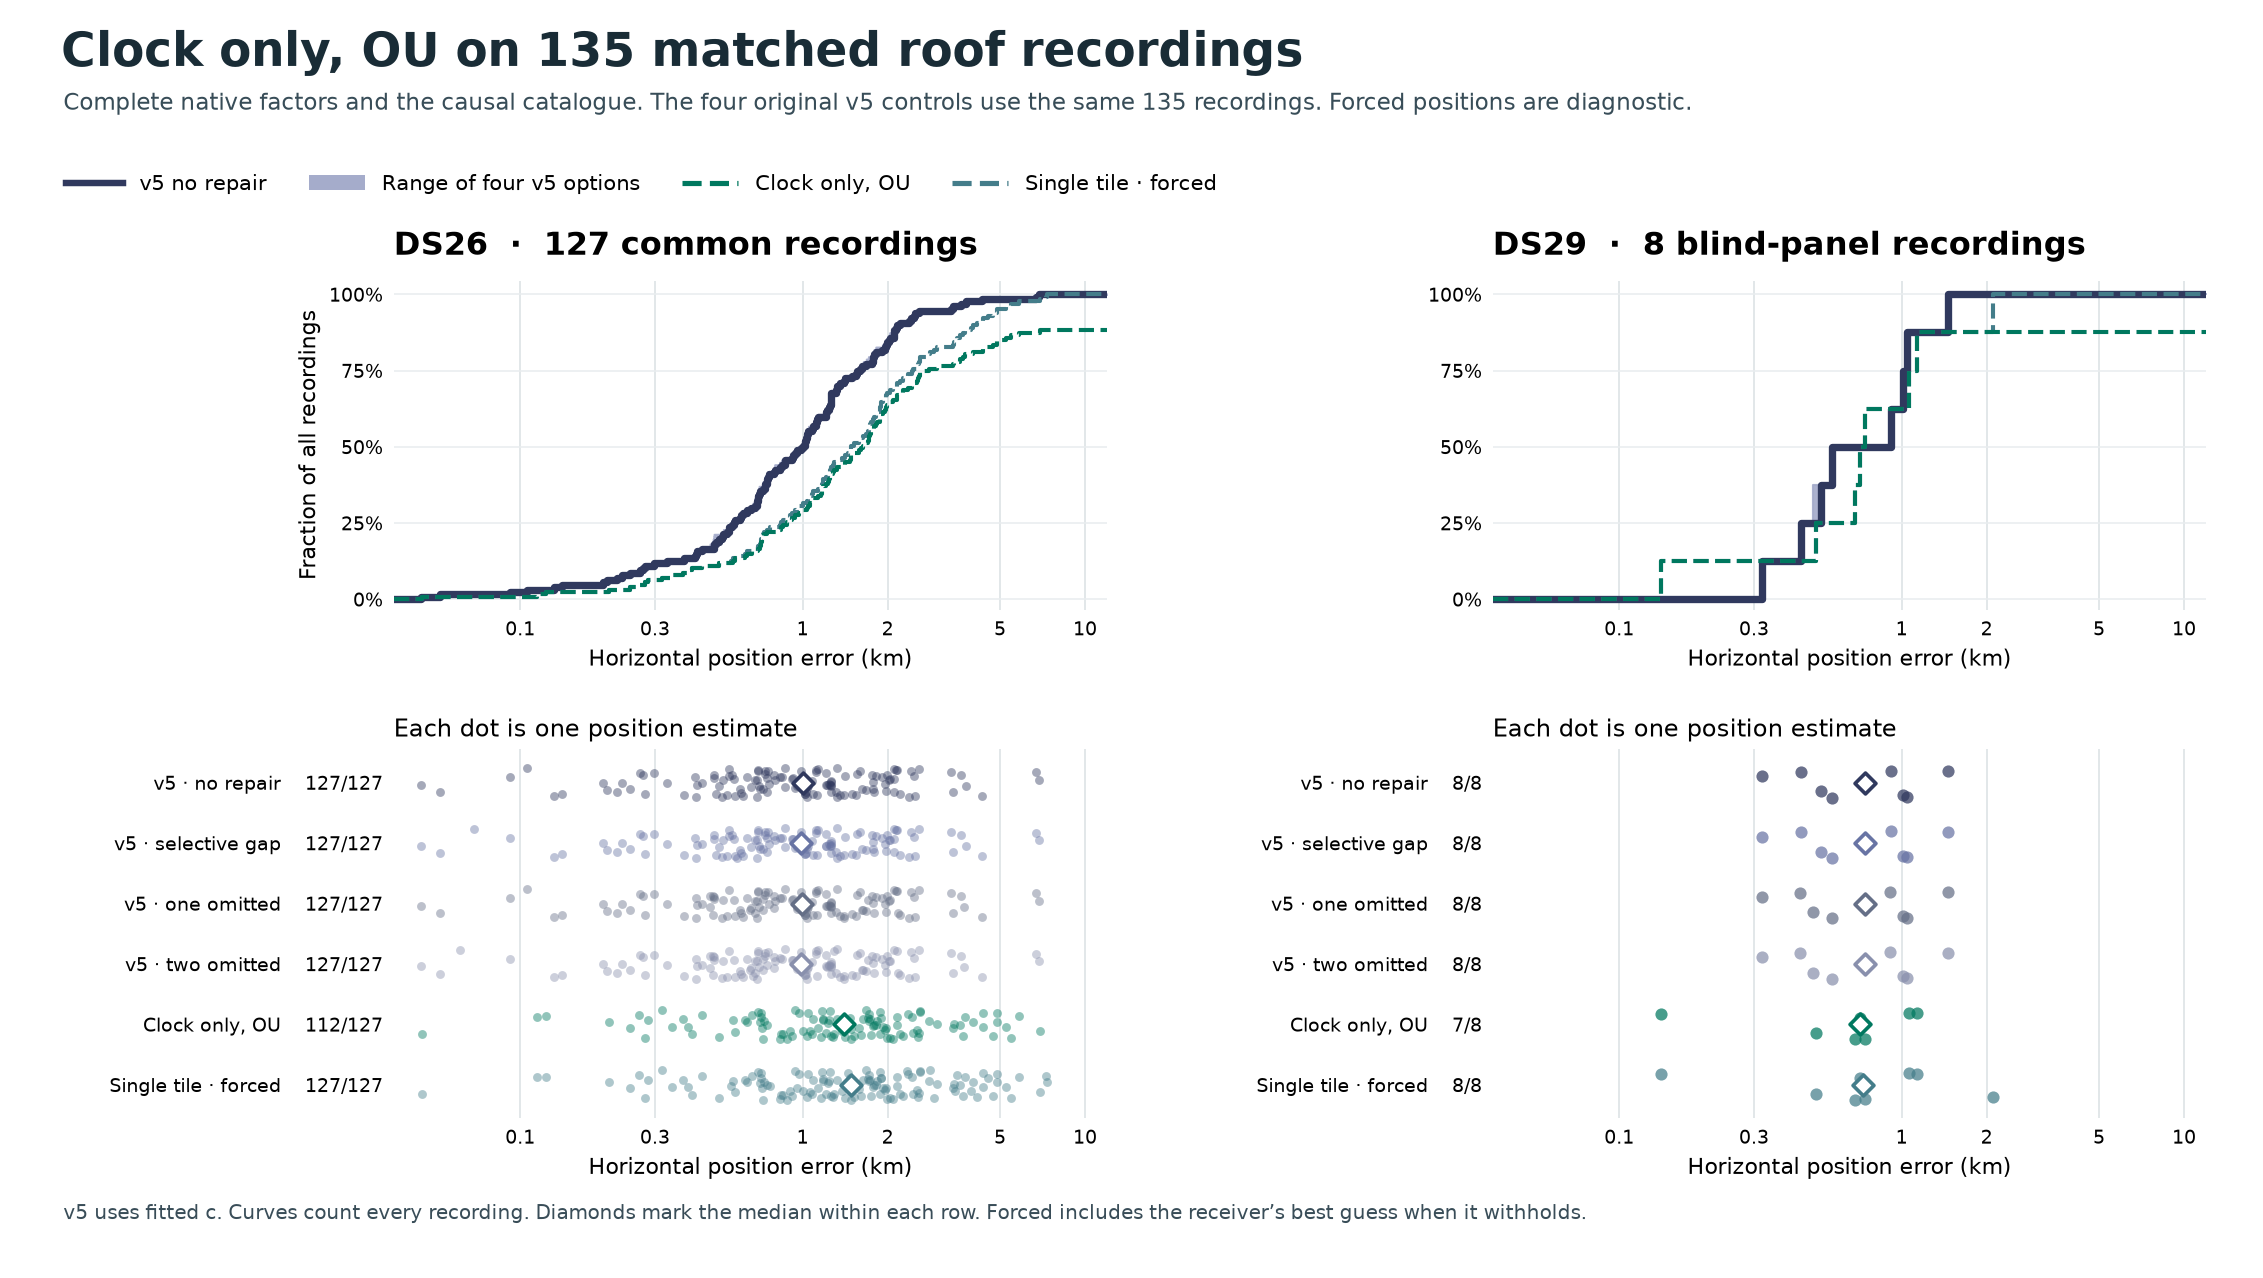 Clock only, OU on 135 matched roof recordings
Complete native factors and the causal catalogue. The four original v5 controls use the same 135 recordings. Forced positions are diagnostic.
v5 no repair
Range of four v5 options
Clock only, OU
Single tile · forced
DS26 · 127 common recordings
100%
75%
50%
25%
0%
Fraction of all recordings
0.1 0.3 1 2 5 10
Horizontal position error (km)
DS29 · 8 blind-panel recordings
100%
75%
50%
25%
0%
0.1 0.3 1 2 5 10
Horizontal position error (km)
Each dot is one position estimate
v5 · no repair 127/127
v5 · selective gap 127/127
v5 · one omitted 127/127
v5 · two omitted 127/127
Clock only, OU 112/127
Single tile · forced 127/127
0.1 0.3 1 2 5 10
Horizontal position error (km)
Each dot is one position estimate
v5 · no repair 8/8
v5 · selective gap 8/8
v5 · one omitted 8/8
v5 · two omitted 8/8
Clock only, OU 7/8
Single tile · forced 8/8
0.1 0.3 1 2 5 10
Horizontal position error (km)
v5 uses fitted c. Curves count every recording. Diamonds mark the median within each row. Forced includes the receiver’s best guess when it withholds.